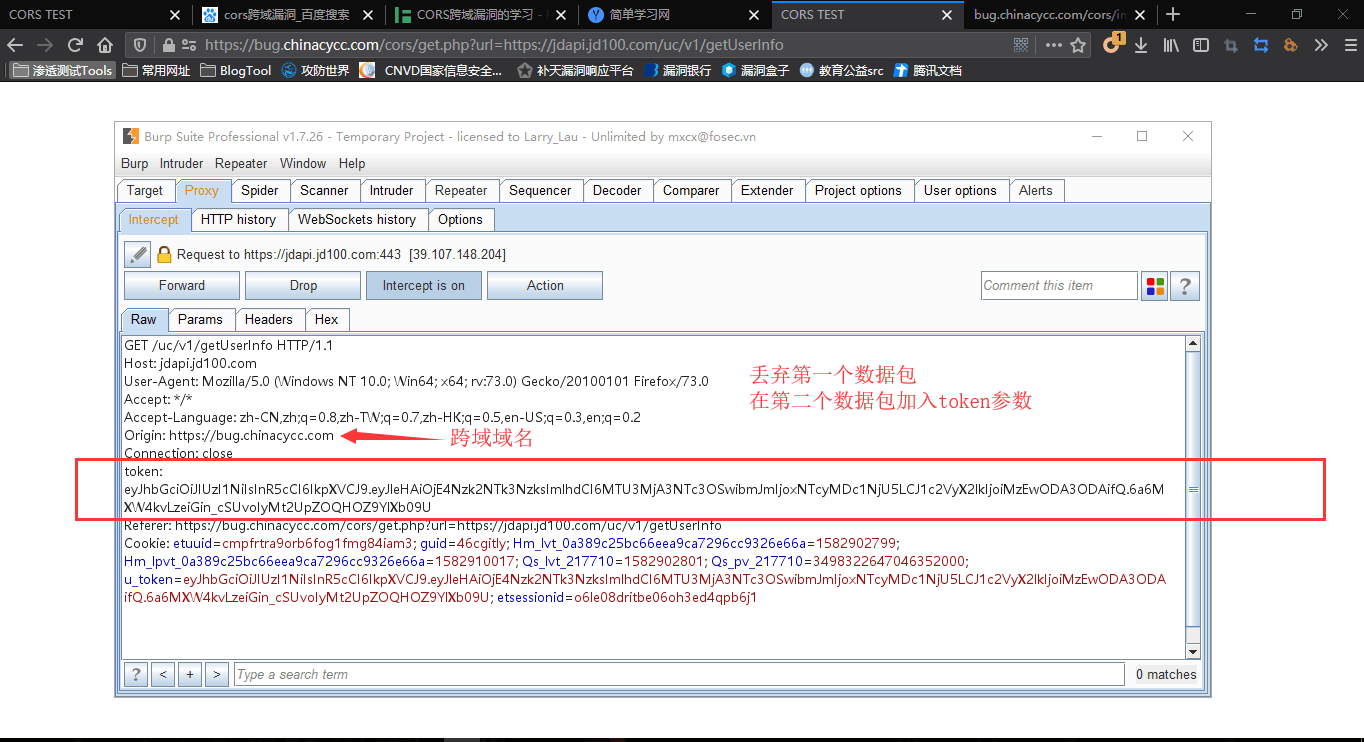 CORS TEST
cors跨域漏洞_百度搜索
CORS跨域漏洞的学习 -
简单学习网
CORS TEST
bug.chinacycc.com/cors/in
https://bug.chinacycc.com/cors/get.php?url=https://jdapi.jd100.com/uc/v1/getUserInfo
1
渗透测试Tools
常用网址
BlogTool
攻防世界
CNVD国家信息安全...
补天漏洞响应平台
漏洞银行
漏洞盒子
教育公益src
腾讯文档
Burp Suite Professional v1.7.26 - Temporary Project - licensed to Larry_Lau - Unlimited by mxcx@fosec.vn
Burp Intruder Repeater Window Help
Target Proxy Spider Scanner Intruder Repeater Sequencer Decoder Comparer Extender Project options User options Alerts
Intercept HTTP history WebSockets history Options
Request to https://jdapi.jd100.com:443 [39.107.148.204]
Forward Drop Intercept is on Action Comment this item ?
Raw Params Headers Hex
GET /uc/v1/getUserInfo HTTP/1.1
Host: jdapi.jd100.com
User-Agent: Mozilla/5.0 (Windows NT 10.0; Win64; x64; rv:73.0) Gecko/20100101 Firefox/73.0
Accept: */*
Accept-Language: zh-CN,zh;q=0.8,zh-TW;q=0.7,zh-HK;q=0.5,en-US;q=0.3,en;q=0.2
Origin: https://bug.chinacycc.com
Connection: close
丢弃第一个数据包
在第二个数据包加入token参数
跨域域名
token:
eyJhbGciOiJIUzI1NiIsInR5cCI6IkpXVCJ9.eyJleHAiOjE4Nzk2NTk3NzksImlhdCI6MTU3MjA3NTc3OSwibmJmIjoxNTcyMDc1NjU5LCJ1c2VyX2lkIjoiMzEwODA3ODAifQ.6a6M
XW4kvLzeiGin_cSUvoIyMt2UpZOQHOZ9YlXb09U
Referer: https://bug.chinacycc.com/cors/get.php?url=https://jdapi.jd100.com/uc/v1/getUserInfo
Cookie: etuuid=cmpfrtra9orb6fog1fmg84iam3; guid=46cgitly; Hm_lvt_0a389c25bc66eea9ca7296cc9326e66a=1582902799;
Hm_lpvt_0a389c25bc66eea9ca7296cc9326e66a=1582910017; Qs_lvt_217710=1582902801; Qs_pv_217710=3498322647046352000;
u_token=eyJhbGciOiJIUzI1NiIsInR5cCI6IkpXVCJ9.eyJleHAiOjE4Nzk2NTk3NzksImlhdCI6MTU3MjA3NTc3OSwibmJmIjoxNTcyMDc1NjU5LCJ1c2VyX2lkIjoiMzEwODA3ODA
ifQ.6a6MXW4kvLzeiGin_cSUvoIyMt2UpZOQHOZ9YlXb09U; etsessionid=o6le08dritbe06oh3ed4qpb6j1
? < + > Type a search term 0 matches